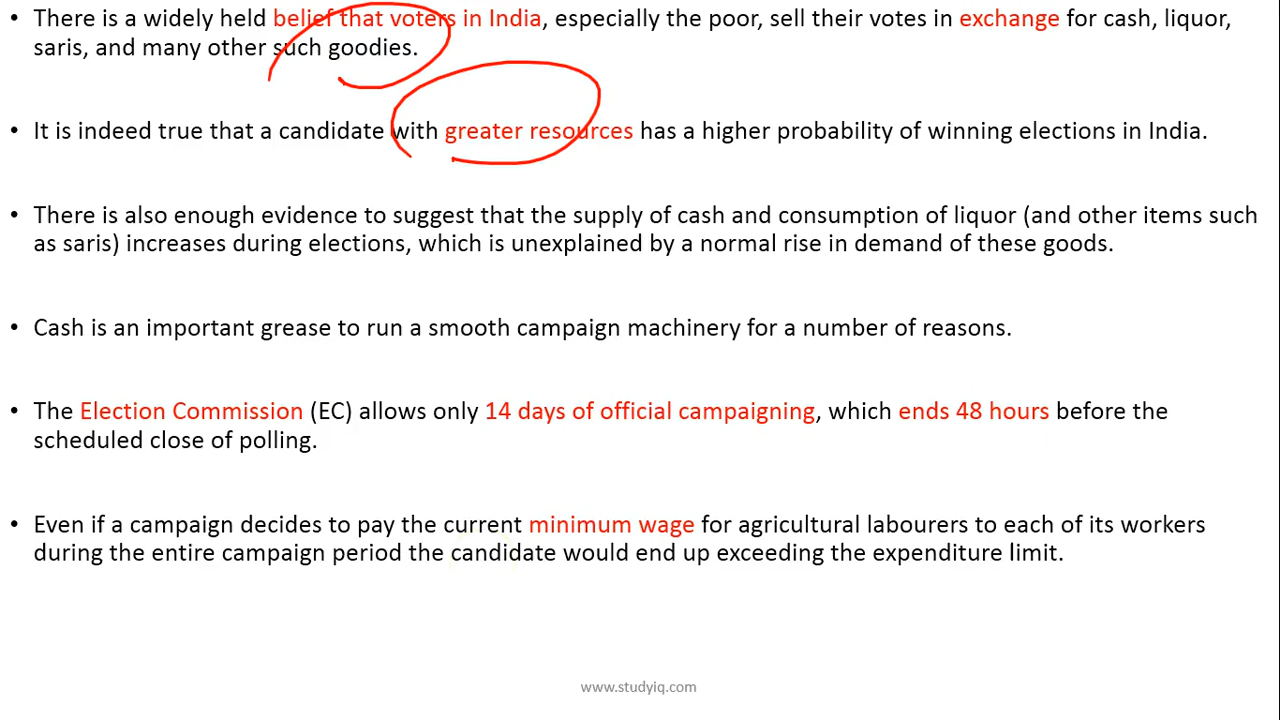 • There is a widely held belief that voters in India, especially the poor, sell their votes in exchange for cash, liquor,
saris, and many other such goodies.
• It is indeed true that a candidate with greater resources has a higher probability of winning elections in India.
• There is also enough evidence to suggest that the supply of cash and consumption of liquor (and other items such
as saris) increases during elections, which is unexplained by a normal rise in demand of these goods.
• Cash is an important grease to run a smooth campaign machinery for a number of reasons.
• The Election Commission (EC) allows only 14 days of official campaigning, which ends 48 hours before the
scheduled close of polling.
• Even if a campaign decides to pay the current minimum wage for agricultural labourers to each of its workers
during the entire campaign period the candidate would end up exceeding the expenditure limit.
www.studyiq.com